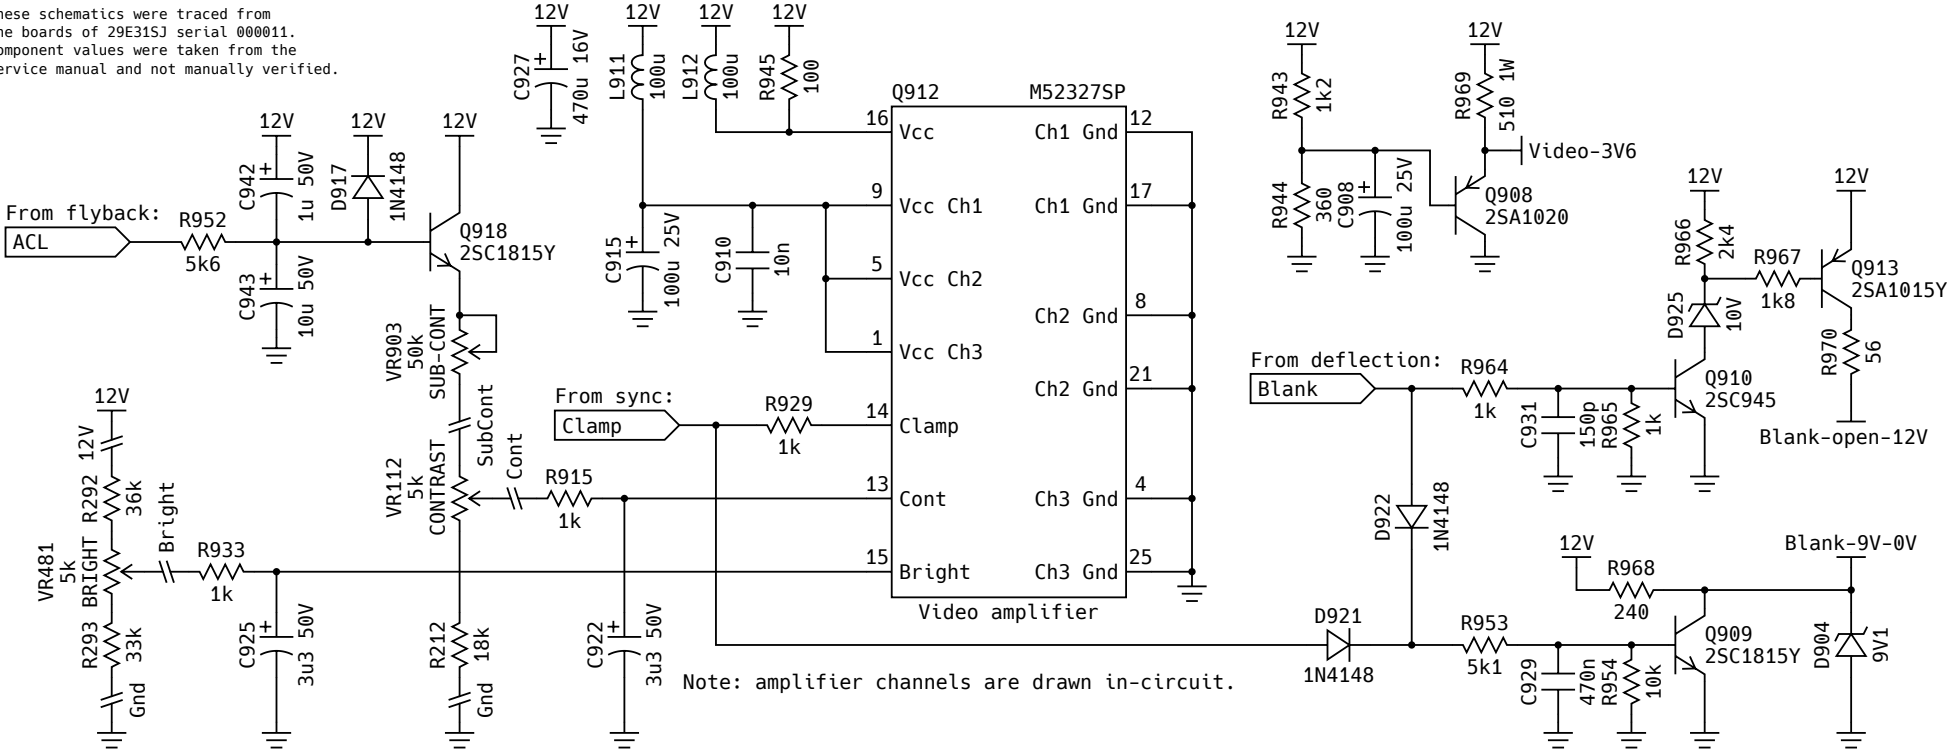 hese schematics were traced from
he boards of 29E31SJ serial 000011.
omponent values were taken from the
ervice manual and not manually verified.
12V
C927
+
470u 16V
12V
L911
100u
12V
L912
100u
12V
R945
100
Q912
M52327SP
16
Vcc
9
Vcc Ch1
5
Vcc Ch2
1
Vcc Ch3
14
Clamp
13
Cont
15
Bright
Ch1 Gnd
12
Ch1 Gnd
17
Ch2 Gnd
8
Ch2 Gnd
21
Ch3 Gnd
4
Ch3 Gnd
25
Video amplifier
C915
+
100u 25V
C910
10n
12V
C942
+
1u 50V
12V
D917
1N4148
12V
From flyback:
ACL
R952
5k6
Q918
2SC1815Y
C943
+
10u 50V
VR903
50k
SUB-CONT
SubCont
VR112
5k
CONTRAST
Cont
R915
1k
From sync:
Clamp
R929
1k
12V
12V
R292
36k
VR481
5k
BRIGHT
Bright
R933
1k
R293
33k
Gnd
C925
+
3u3 50V
R212
18k
Gnd
C922
+
3u3 50V
Note: amplifier channels are drawn in-circuit.
12V
R943
1k2
12V
R969
510 1W
Video-3V6
R944
360
C908
+
100u 25V
Q908
2SA1020
12V
R966
2k4
12V
R967
1k8
Q913
2SA1015Y
D925
10V
R970
56
Blank-open-12V
From deflection:
Blank
R964
1k
Q910
2SC945
C931
150p
R965
1k
D922
1N4148
D921
1N4148
R953
5k1
12V
R968
240
Blank-9V-0V
Q909
2SC1815Y
C929
470n
R954
10k
D904
9V1